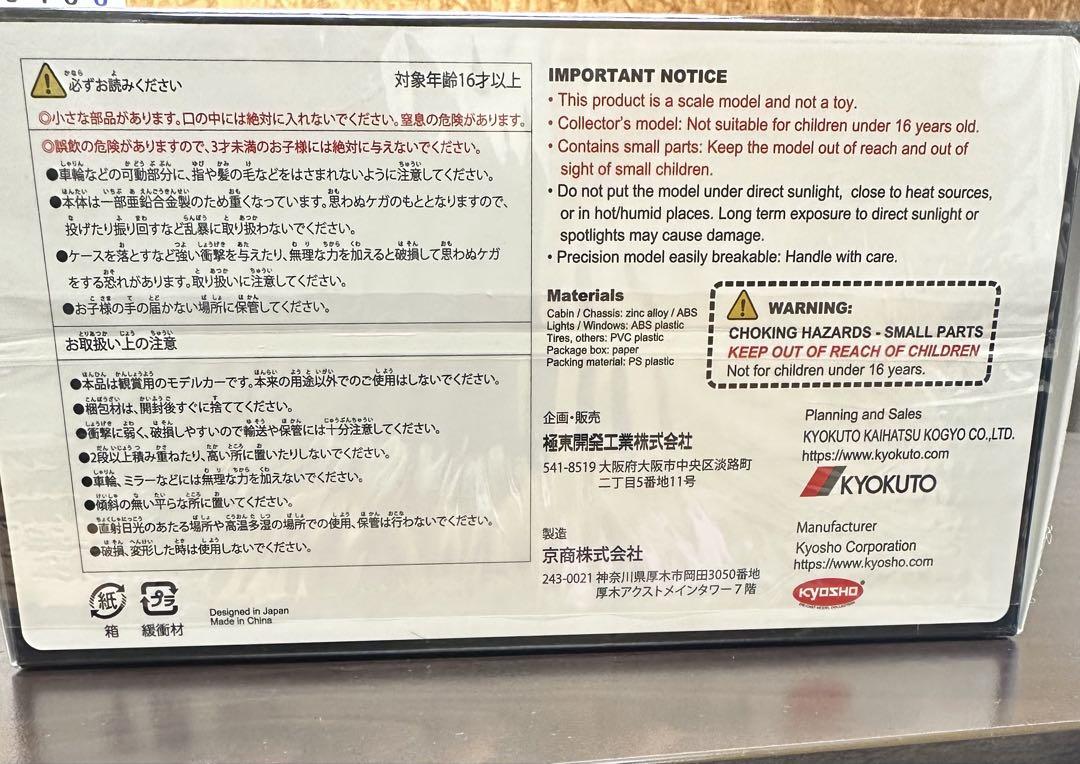 必ずお読みください
対象年齢16才以上
◎小さな部品があります。口の中には絶対に入れないでください。窒息の危険があります。
◎誤飲の危険がありますので、3才未満のお子様には絶対に与えないでください。
●車輪などの可動部分に、指や髪の毛などをはさまれないように注意してください。
●本体は一部亜鉛合金製のため重くなっています。思わぬケガのもととなりますので、
投げたり振り回すなど乱暴に取り扱わないでください。
●ケースを落とすなど強い衝撃を与えたり、無理な力を加えると破損して思わぬケガ
をする恐れがあります。取り扱いに注意してください。
●お子様の手の届かない場所に保管してください。
お取扱い上の注意
●本品は観賞用のモデルカーです。本来の用途以外でのご使用はしないでください。
●梱包材は、開封後すぐに捨ててください。
●衝撃に弱く、破損しやすいので輸送や保管には十分注意してください。
●2段以上積み重ねたり、高い所に置いたりしないでください。
●車輪、ミラーなどには無理な力を加えないでください。
●傾斜の無い平らな所に置いてください。
●直射日光のあたる場所や高温多湿の場所での使用、保管は行わないでください。
●破損、変形した時は使用しないでください。
紙
プラ
箱
緩衝材
Designed in Japan
Made in China
IMPORTANT NOTICE
• This product is a scale model and not a toy.
• Collector's model: Not suitable for children under 16 years old.
• Contains small parts: Keep the model out of reach and out of
sight of small children.
• Do not put the model under direct sunlight, close to heat sources,
or in hot/humid places. Long term exposure to direct sunlight or
spotlights may cause damage.
• Precision model easily breakable: Handle with care.
Materials
Cabin / Chassis: zinc alloy / ABS
Lights / Windows: ABS plastic
Tires, others: PVC plastic
Package box: paper
Packing material: PS plastic
WARNING:
CHOKING HAZARDS - SMALL PARTS
KEEP OUT OF REACH OF CHILDREN
Not for children under 16 years.
企画・販売
極東開発工業株式会社
541-8519 大阪府大阪市中央区淡路町
二丁目5番地11号
Planning and Sales
KYOKUTO KAIHATSU KOGYO CO.,LTD.
https://www.kyokuto.com
KYOKUTO
製造
京商株式会社
243-0021 神奈川県厚木市岡田3050番地
厚木アクストメインタワー7階
Manufacturer
Kyosho Corporation
https://www.kyosho.com
KYOSHO
DIE-CAST MODEL COLLECTION